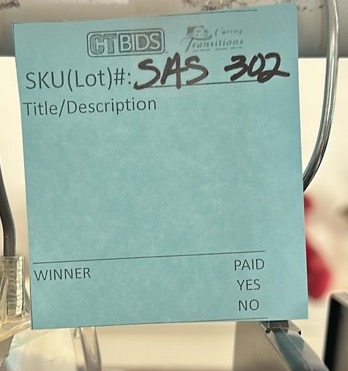 CTBIDS Caring Transitions
SKU(Lot)#: SAS 302
Title/Description
WINNER PAID
YES
NO